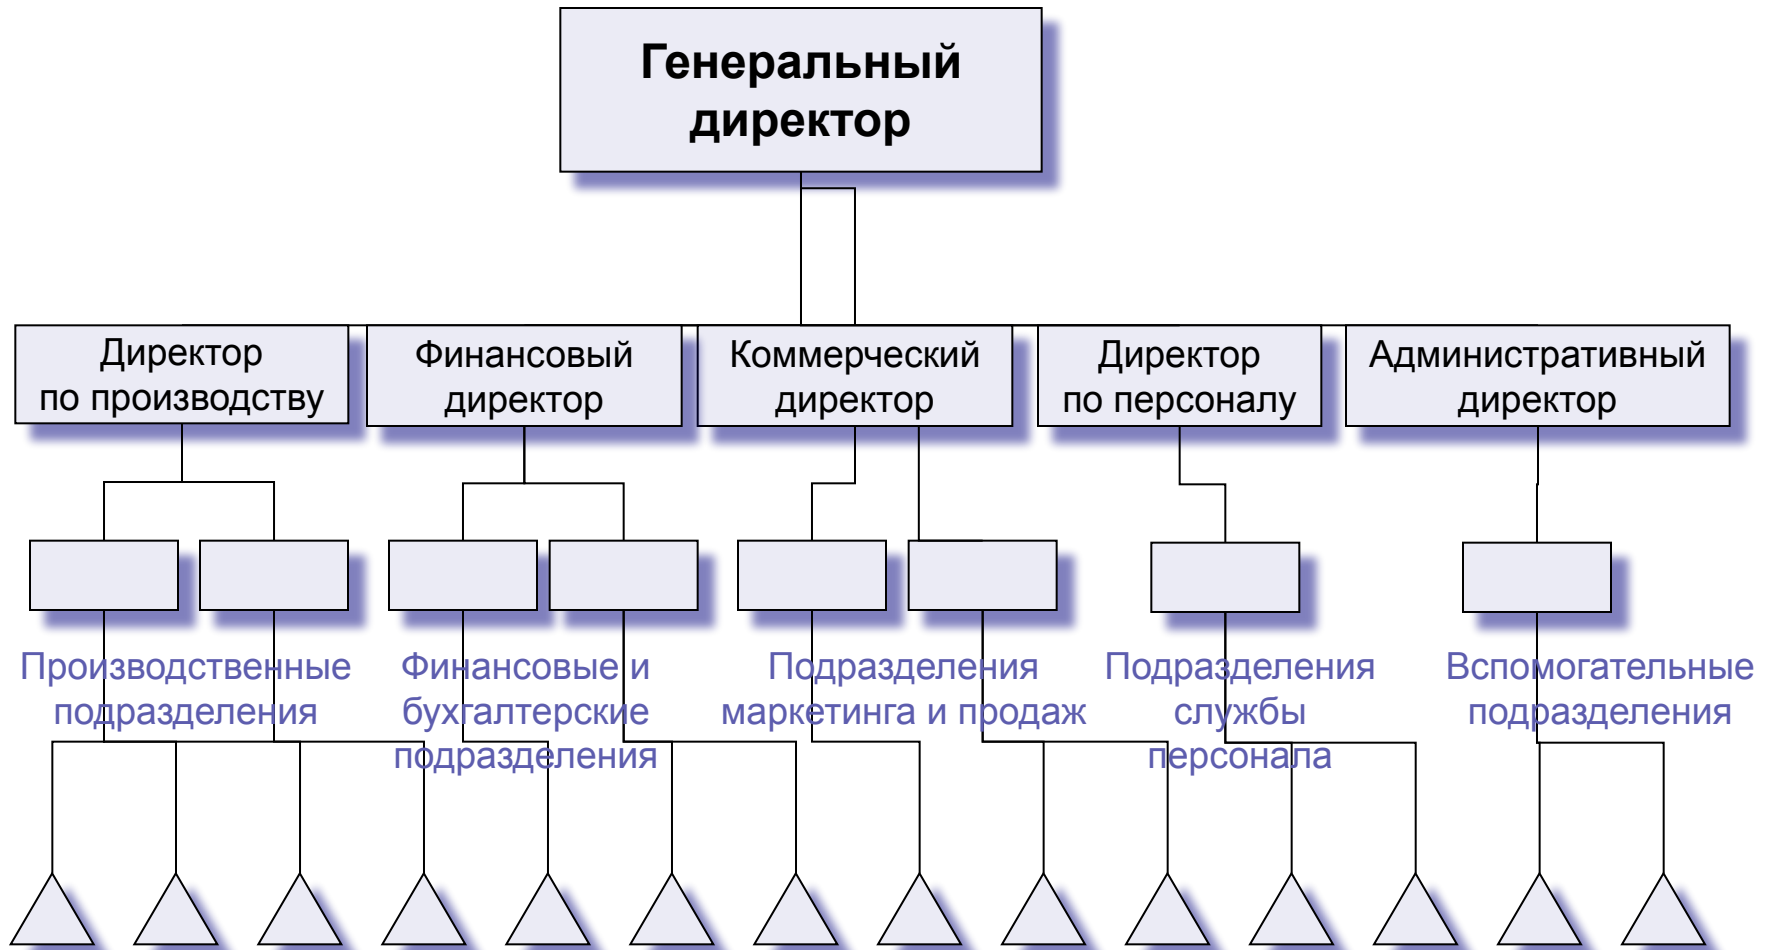 Генеральный
директор
Директор
по производству
Финансовый
директор
Коммерческий
директор
Директор
по персоналу
Административный
директор
Производственные
подразделения
Финансовые и
бухгалтерские
подразделения
Подразделения
маркетинга и продаж
Подразделения
службы
персонала
Вспомогательные
подразделения